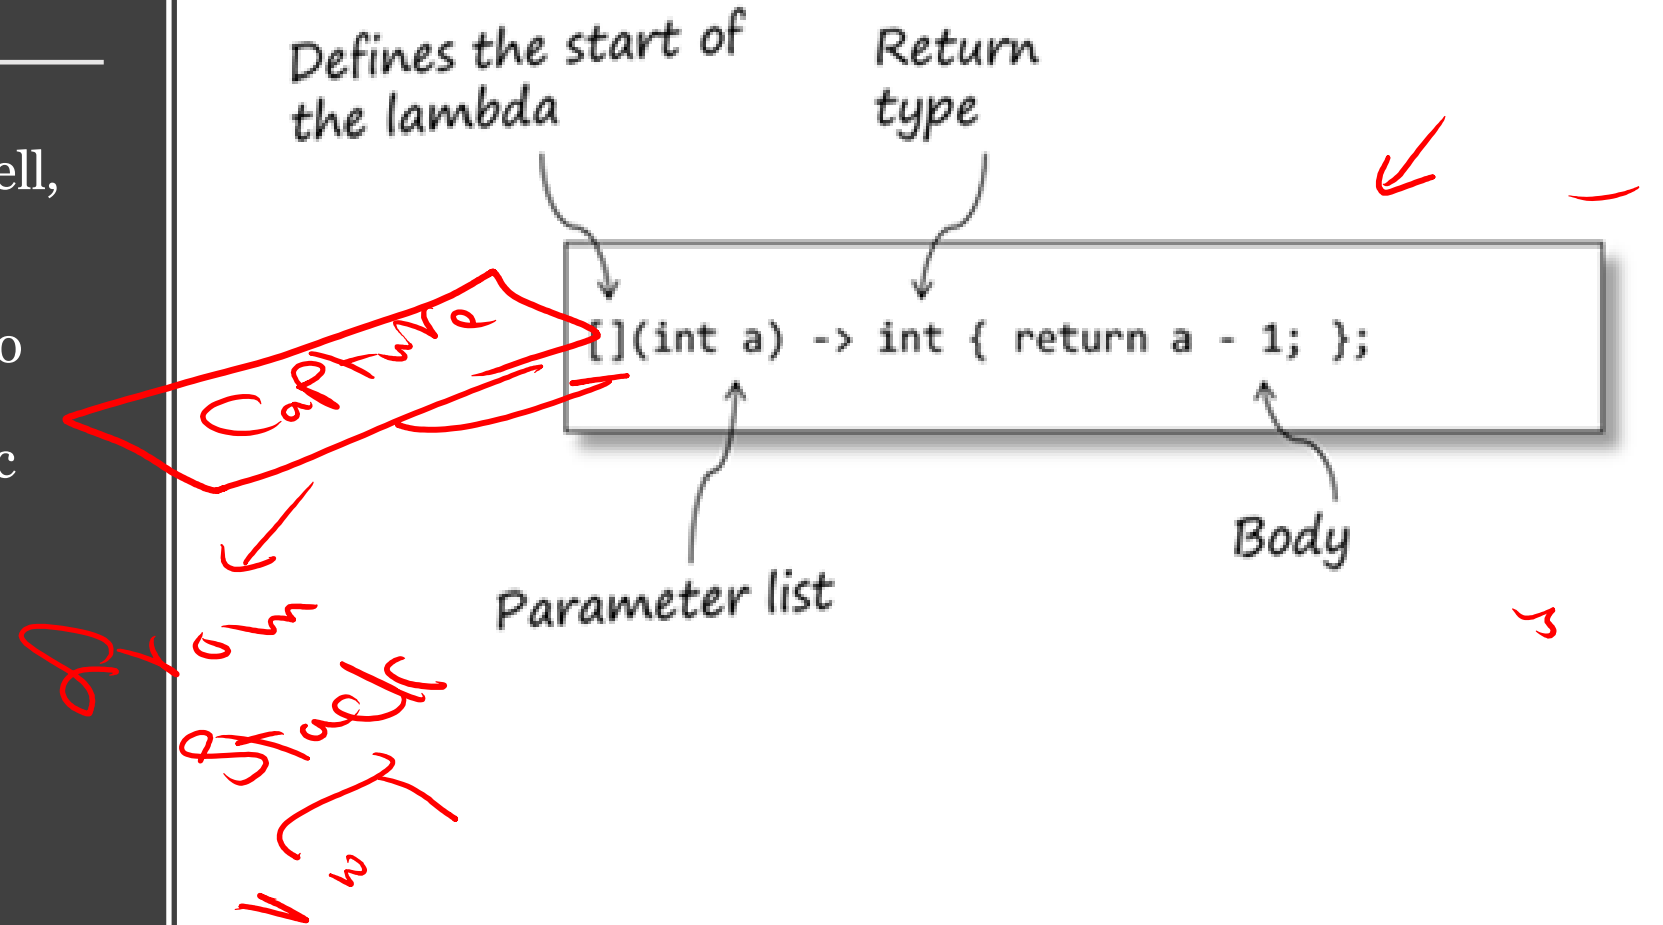 ell,
o
c
Defines the start of
the lambda
Return
type
[](int a) -> int { return a - 1; };
Capture
Parameter list
Body
from
Stack